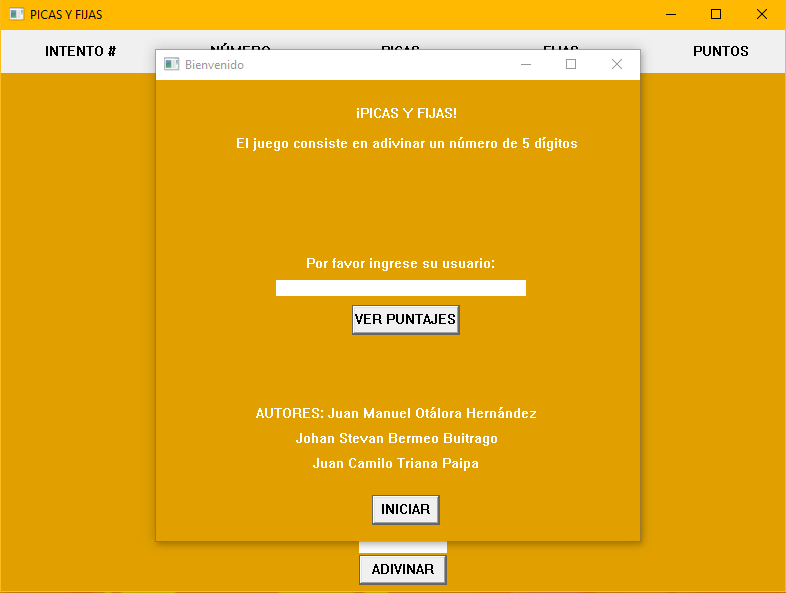 PICAS Y FIJAS
INTENTO # NÚMERO PICAS FIJAS PUNTOS
Bienvenido
¡PICAS Y FIJAS!
El juego consiste en adivinar un número de 5 dígitos
Por favor ingrese su usuario:
VER PUNTAJES
AUTORES: Juan Manuel Otálora Hernández
Johan Stevan Bermeo Buitrago
Juan Camilo Triana Paipa
INICIAR
ADIVINAR